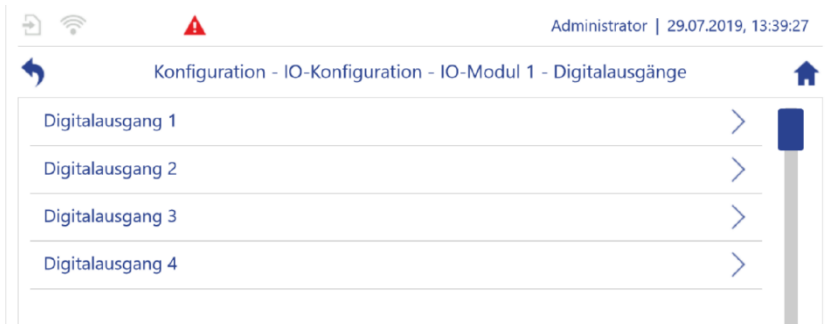 Administrator | 29.07.2019, 13:39:27
Konfiguration - IO-Konfiguration - IO-Modul 1 - Digitalausgänge
Digitalausgang 1
Digitalausgang 2
Digitalausgang 3
Digitalausgang 4